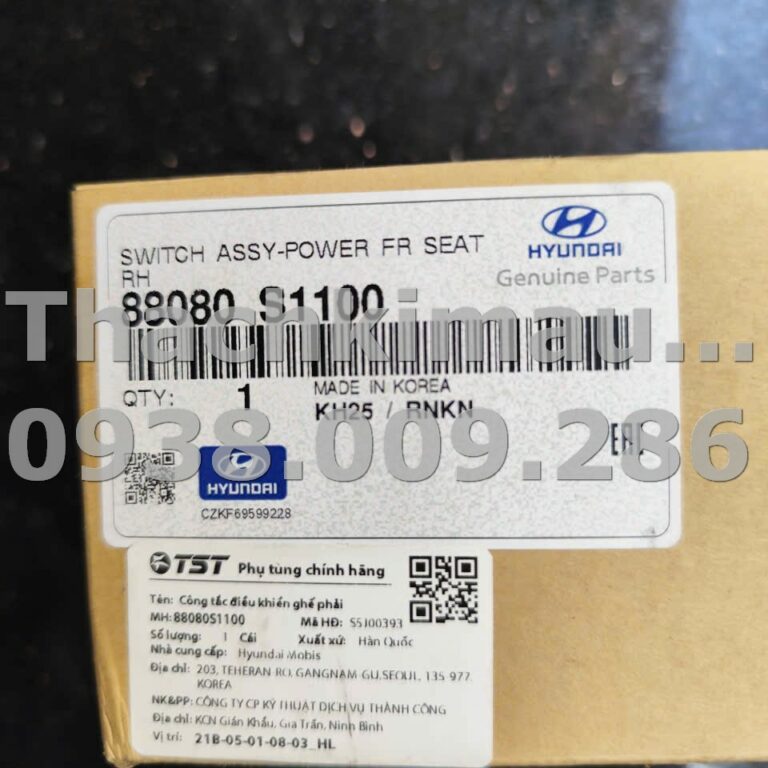 SWITCH ASSY-POWER FR SEAT
RH
HYUNDAI
Genuine Parts
88080 S1100
Thachkimau...
QTY: 1 MADE IN KOREA
KH25 / RNKN
0938.009.286
EAC
HYUNDAI
CZKF69599228
TST Phụ tùng chính hãng
Tên: Công tắc điều khiển ghế phải
MH: 88080S1100 Mã HĐ: S5J00393
Số lượng: 1 Cái Xuất xứ: Hàn Quốc
Nhà cung cấp: Hyundai Mobis
Địa chỉ: 203, TEHERAN RO, GANGNAM GU,SEOUL, 135 977
KOREA
NK&PP: CÔNG TY CP KỸ THUẬT DỊCH VỤ THÀNH CÔNG
Địa chỉ: KCN Gián Khẩu, Gia Trấn, Ninh Bình
Vị trí: 21B-05-01-08-03_HL